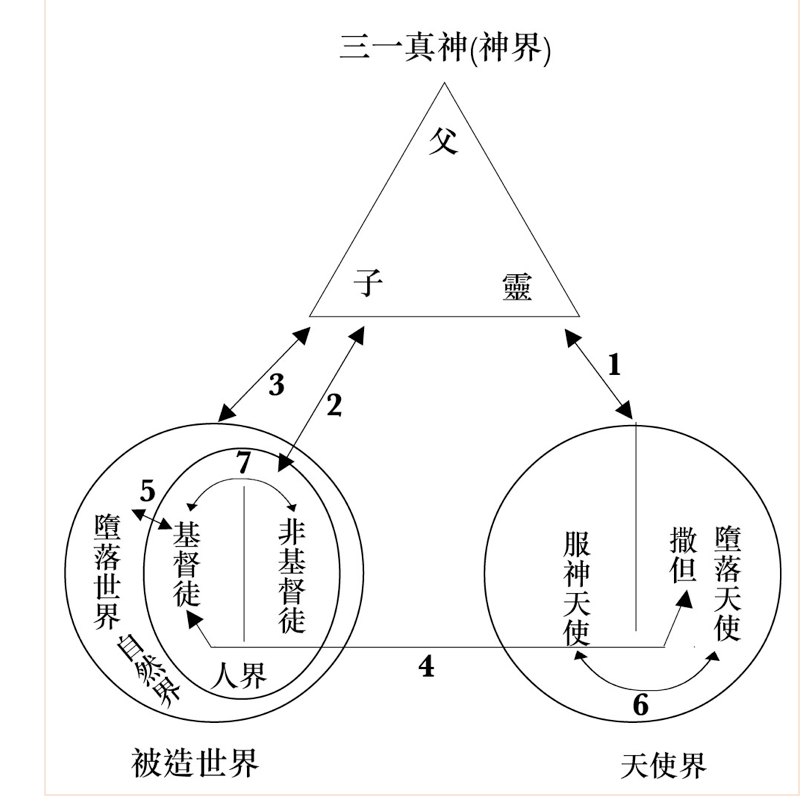 三一真神(神界)
父
子
靈
3
2
1
7
5
墮落世界
基督徒
非基督徒
自然界
人界
服神天使
撒但
墮落天使
4
6
被造世界
天使界